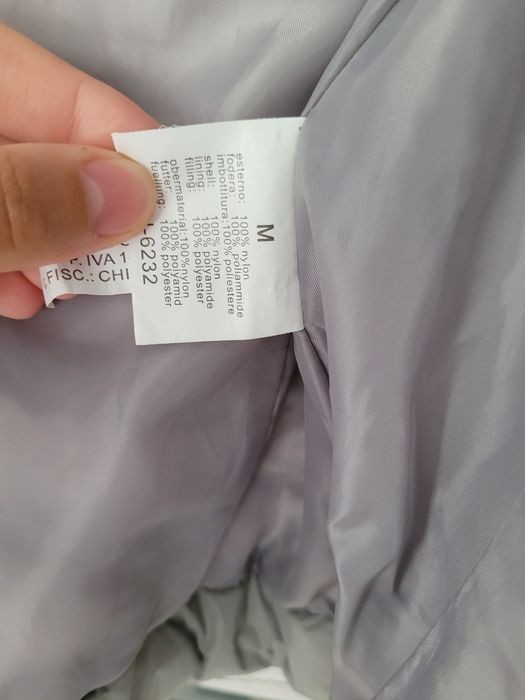 M
esterno: 100% nylon
fodera: 100% poliammide
imbottitura:100% poliestere
shell: 100% nylon
lining: 100% polyamide
filling: 100% polyester
obermaterial:100%nylon
futter: 100% polyamid
fuellung: 100% polyester
6232
P. IVA 1
FISC.: CHI